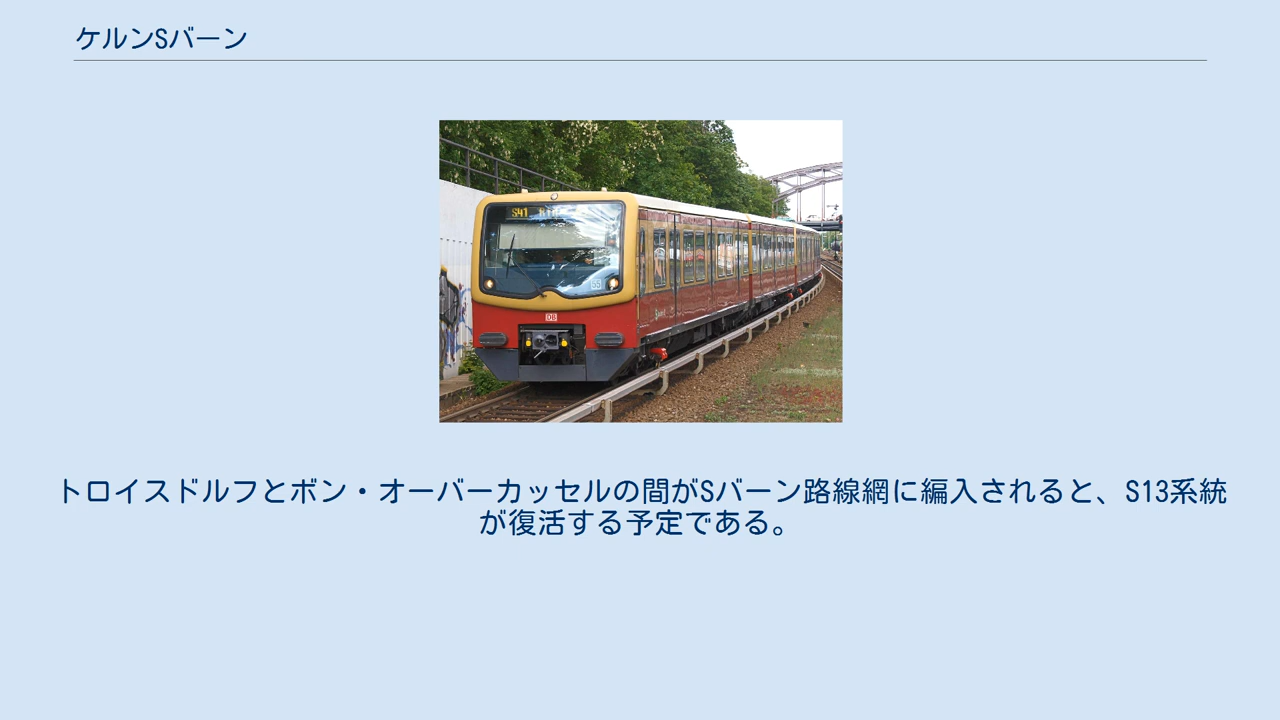 ケルンSバーン
S41
DB
トロイスドルフとボン・オーバーカッセルの間がSバーン路線網に編入されると、S13系統
が復活する予定である。